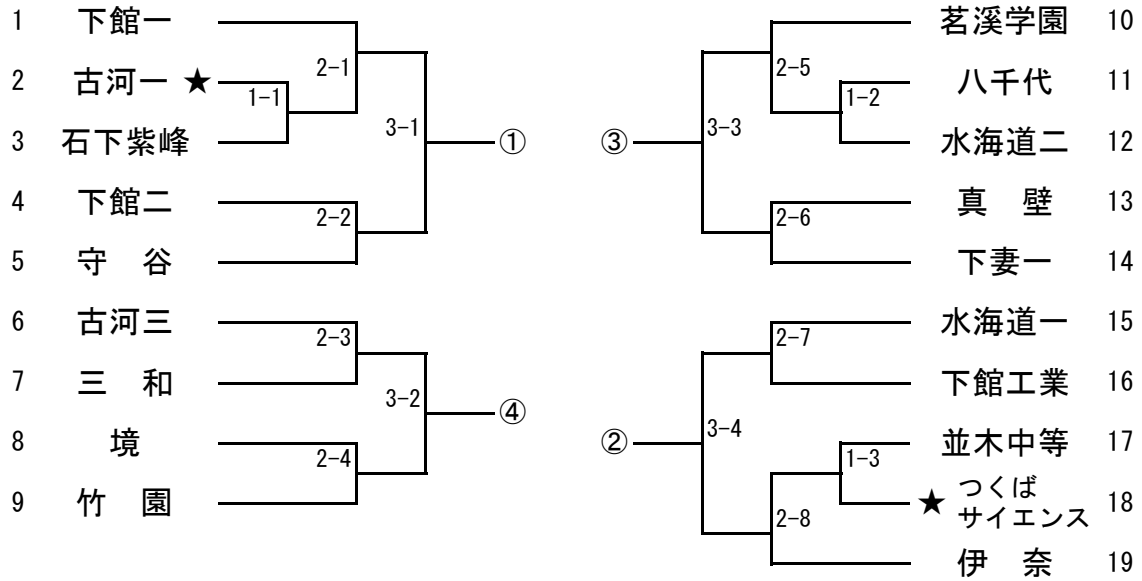 1 下館一
2 古河一 ★
3 石下紫峰
4 下館二
5 守　谷
6 古河三
7 三　和
8 境
9 竹　園
1-1
2-1
2-2
2-3
2-4
3-1
3-2
①
④
茗溪学園 10
八千代 11
水海道二 12
真　壁 13
下妻一 14
水海道一 15
下館工業 16
並木中等 17
★ つくば
サイエンス 18
伊　奈 19
1-2
1-3
2-5
2-6
2-7
2-8
3-3
3-4
③
②